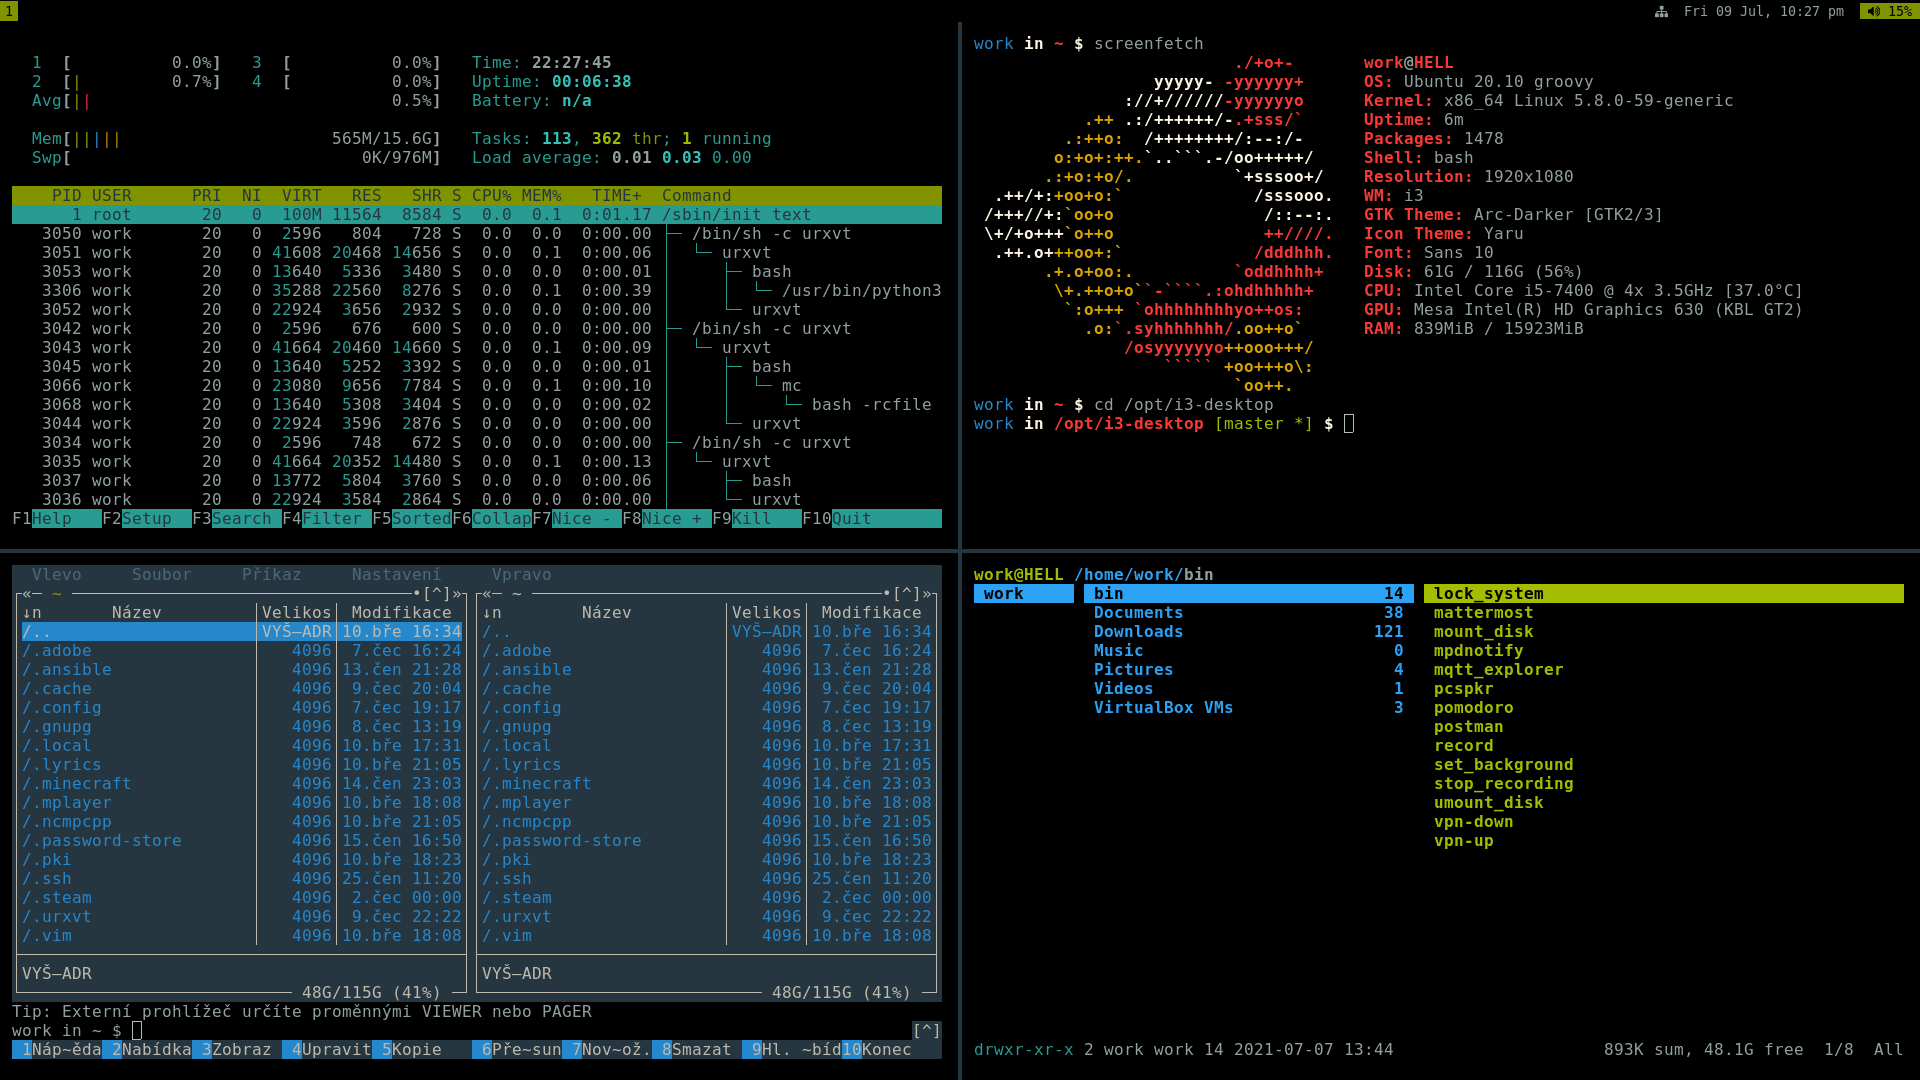 1
Fri 09 Jul, 10:27 pm 15%
1 [ 0.0%] 3 [ 0.0%] Time: 22:27:45
2 [| 0.7%] 4 [ 0.0%] Uptime: 00:06:38
Avg[|| 0.5%] Battery: n/a
Mem[||||| 565M/15.6G] Tasks: 113, 362 thr; 1 running
Swp[ 0K/976M] Load average: 0.01 0.03 0.00
PID USER PRI NI VIRT RES SHR S CPU% MEM% TIME+ Command
1 root 20 0 100M 11564 8584 S 0.0 0.1 0:01.17 /sbin/init text
3050 work 20 0 2596 804 728 S 0.0 0.0 0:00.00 ├─ /bin/sh -c urxvt
3051 work 20 0 41608 20468 14656 S 0.0 0.1 0:00.06 │ └─ urxvt
3053 work 20 0 13640 5336 3480 S 0.0 0.0 0:00.01 │ ├─ bash
3306 work 20 0 35288 22560 8276 S 0.0 0.1 0:00.39 │ │ └─ /usr/bin/python3
3052 work 20 0 22924 3656 2932 S 0.0 0.0 0:00.00 │ └─ urxvt
3042 work 20 0 2596 676 600 S 0.0 0.0 0:00.00 ├─ /bin/sh -c urxvt
3043 work 20 0 41664 20460 14660 S 0.0 0.1 0:00.09 │ └─ urxvt
3045 work 20 0 13640 5252 3392 S 0.0 0.0 0:00.01 │ ├─ bash
3066 work 20 0 23080 9656 7784 S 0.0 0.1 0:00.10 │ │ └─ mc
3068 work 20 0 13640 5308 3404 S 0.0 0.0 0:00.02 │ │ └─ bash -rcfile
3044 work 20 0 22924 3596 2876 S 0.0 0.0 0:00.00 │ └─ urxvt
3034 work 20 0 2596 748 672 S 0.0 0.0 0:00.00 ├─ /bin/sh -c urxvt
3035 work 20 0 41664 20352 14480 S 0.0 0.1 0:00.13 │ └─ urxvt
3037 work 20 0 13772 5804 3760 S 0.0 0.0 0:00.06 │ ├─ bash
3036 work 20 0 22924 3584 2864 S 0.0 0.0 0:00.00 │ └─ urxvt
F1Help F2Setup F3Search F4Filter F5SortedF6CollapF7Nice - F8Nice + F9Kill F10Quit
work in ~ $ screenfetch
./+o+- work@HELL
yyyyy- -yyyyyy+ OS: Ubuntu 20.10 groovy
://+//////-yyyyyyo Kernel: x86_64 Linux 5.8.0-59-generic
.++ .:/++++++/-.+sss/` Uptime: 6m
.:++o: /++++++++/:--:/- Packages: 1478
o:+o+:++.`..```.-/oo+++++/ Shell: bash
.:+o:+o/. `+sssoo+/ Resolution: 1920x1080
.++/+:+oo+o:` /sssooo. WM: i3
/+++//+:`oo+o /::--:. GTK Theme: Arc-Darker [GTK2/3]
\+/+o+++`o++o ++////. Icon Theme: Yaru
.++.o+++oo+:` /dddhhh. Font: Sans 10
.+.o+oo:. `oddhhhh+ Disk: 61G / 116G (56%)
\+.++o+o``-````.:ohdhhhhh+ CPU: Intel Core i5-7400 @ 4x 3.5GHz [37.0°C]
`:o+++ `ohhhhhhhhyo++os: GPU: Mesa Intel(R) HD Graphics 630 (KBL GT2)
.o:`.syhhhhhhh/.oo++o` RAM: 839MiB / 15923MiB
/osyyyyyyo++ooo+++/
````` +oo+++o\:
`oo++.
work in ~ $ cd /opt/i3-desktop
work in /opt/i3-desktop [master *] $
Vlevo Soubor Příkaz Nastavení Vpravo
«─ ~ •[^]» «─ ~ •[^]»
↓n Název Velikos Modifikace ↓n Název Velikos Modifikace
/.. VYŠ—ADR 10.bře 16:34 /.. VYŠ—ADR 10.bře 16:34
/.adobe 4096 7.čec 16:24 /.adobe 4096 7.čec 16:24
/.ansible 4096 13.čen 21:28 /.ansible 4096 13.čen 21:28
/.cache 4096 9.čec 20:04 /.cache 4096 9.čec 20:04
/.config 4096 7.čec 19:17 /.config 4096 7.čec 19:17
/.gnupg 4096 8.čec 13:19 /.gnupg 4096 8.čec 13:19
/.local 4096 10.bře 17:31 /.local 4096 10.bře 17:31
/.lyrics 4096 10.bře 21:05 /.lyrics 4096 10.bře 21:05
/.minecraft 4096 14.čen 23:03 /.minecraft 4096 14.čen 23:03
/.mplayer 4096 10.bře 18:08 /.mplayer 4096 10.bře 18:08
/.ncmpcpp 4096 10.bře 21:05 /.ncmpcpp 4096 10.bře 21:05
/.password-store 4096 15.čen 16:50 /.password-store 4096 15.čen 16:50
/.pki 4096 10.bře 18:23 /.pki 4096 10.bře 18:23
/.ssh 4096 25.čen 11:20 /.ssh 4096 25.čen 11:20
/.steam 4096 2.čec 00:00 /.steam 4096 2.čec 00:00
/.urxvt 4096 9.čec 22:22 /.urxvt 4096 9.čec 22:22
/.vim 4096 10.bře 18:08 /.vim 4096 10.bře 18:08
VYŠ—ADR VYŠ—ADR
48G/115G (41%) 48G/115G (41%)
Tip: Externí prohlížeč určíte proměnnými VIEWER nebo PAGER
work in ~ $ [^]
1Náp~ěda 2Nabídka 3Zobraz 4Upravit 5Kopie 6Pře~sun 7Nov~ož. 8Smazat 9Hl. ~bíd10Konec
work@HELL /home/work/bin
work bin 14 lock_system
Documents 38 mattermost
Downloads 121 mount_disk
Music 0 mpdnotify
Pictures 4 mqtt_explorer
Videos 1 pcspkr
VirtualBox VMs 3 pomodoro
postman
record
set_background
stop_recording
umount_disk
vpn-down
vpn-up
drwxr-xr-x 2 work work 14 2021-07-07 13:44 893K sum, 48.1G free 1/8 All